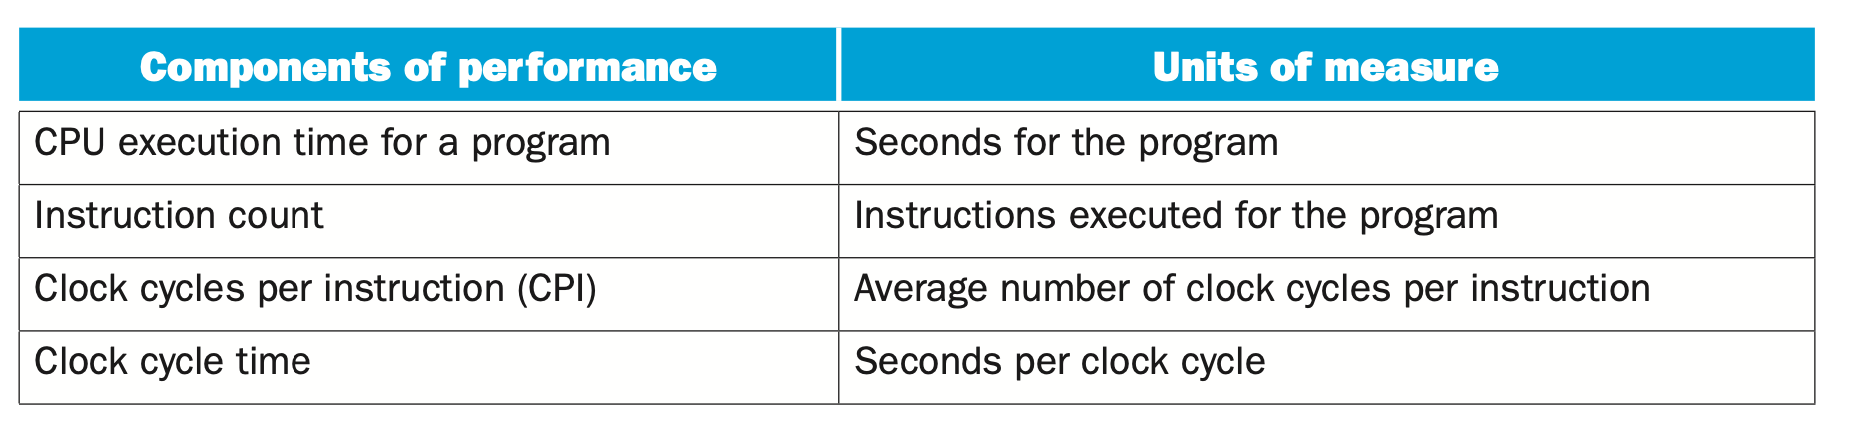 Components of performance
Units of measure
CPU execution time for a program
Seconds for the program
Instruction count
Instructions executed for the program
Clock cycles per instruction (CPI)
Average number of clock cycles per instruction
Clock cycle time
Seconds per clock cycle